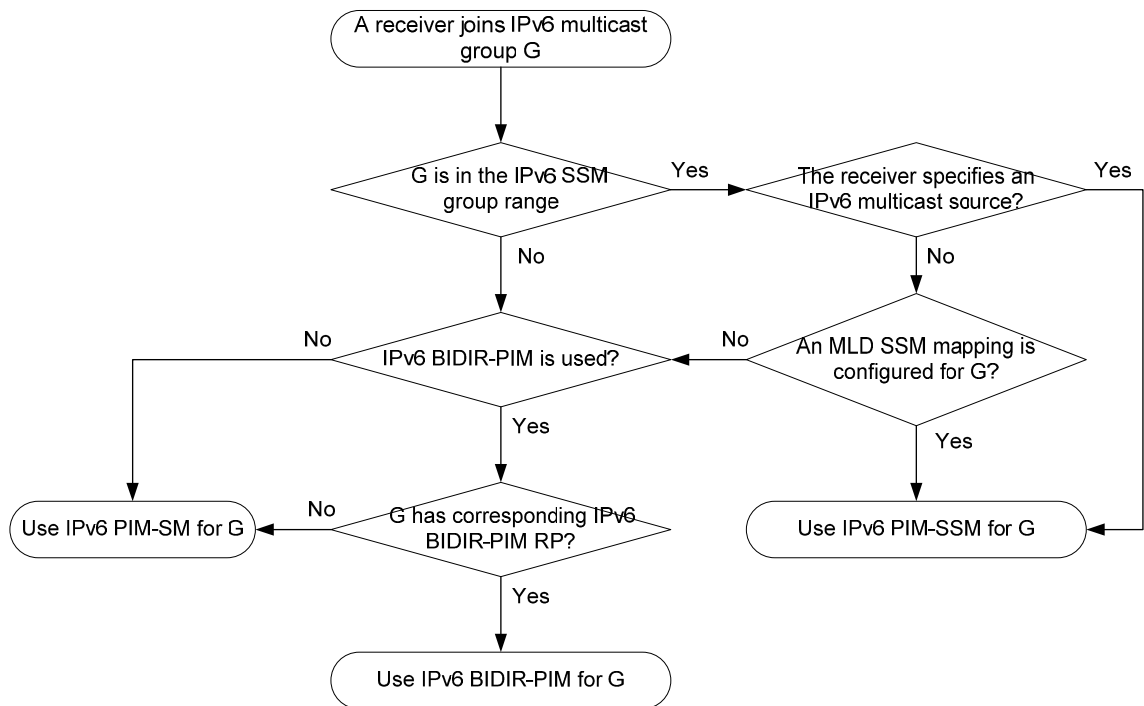 A receiver joins IPv6 multicast
group G
G is in the IPv6 SSM
group range
Yes
The receiver specifies an
IPv6 multicast source?
Yes
No
No
No
IPv6 BIDIR-PIM is used?
No
An MLD SSM mapping is
configured for G?
Yes
Yes
Use IPv6 PIM-SM for G
No
G has corresponding IPv6
BIDIR-PIM RP?
Use IPv6 PIM-SSM for G
Yes
Use IPv6 BIDIR-PIM for G